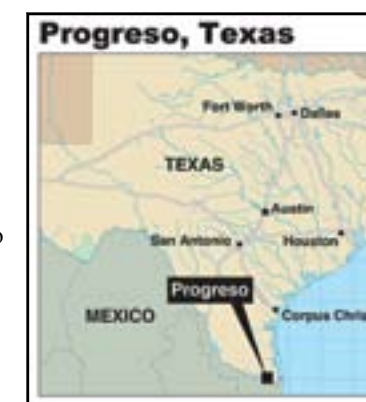 Progreso, Texas
Fort Worth
Dallas
TEXAS
Austin
San Antonio
Houston
Progreso
MEXICO
Corpus Chris